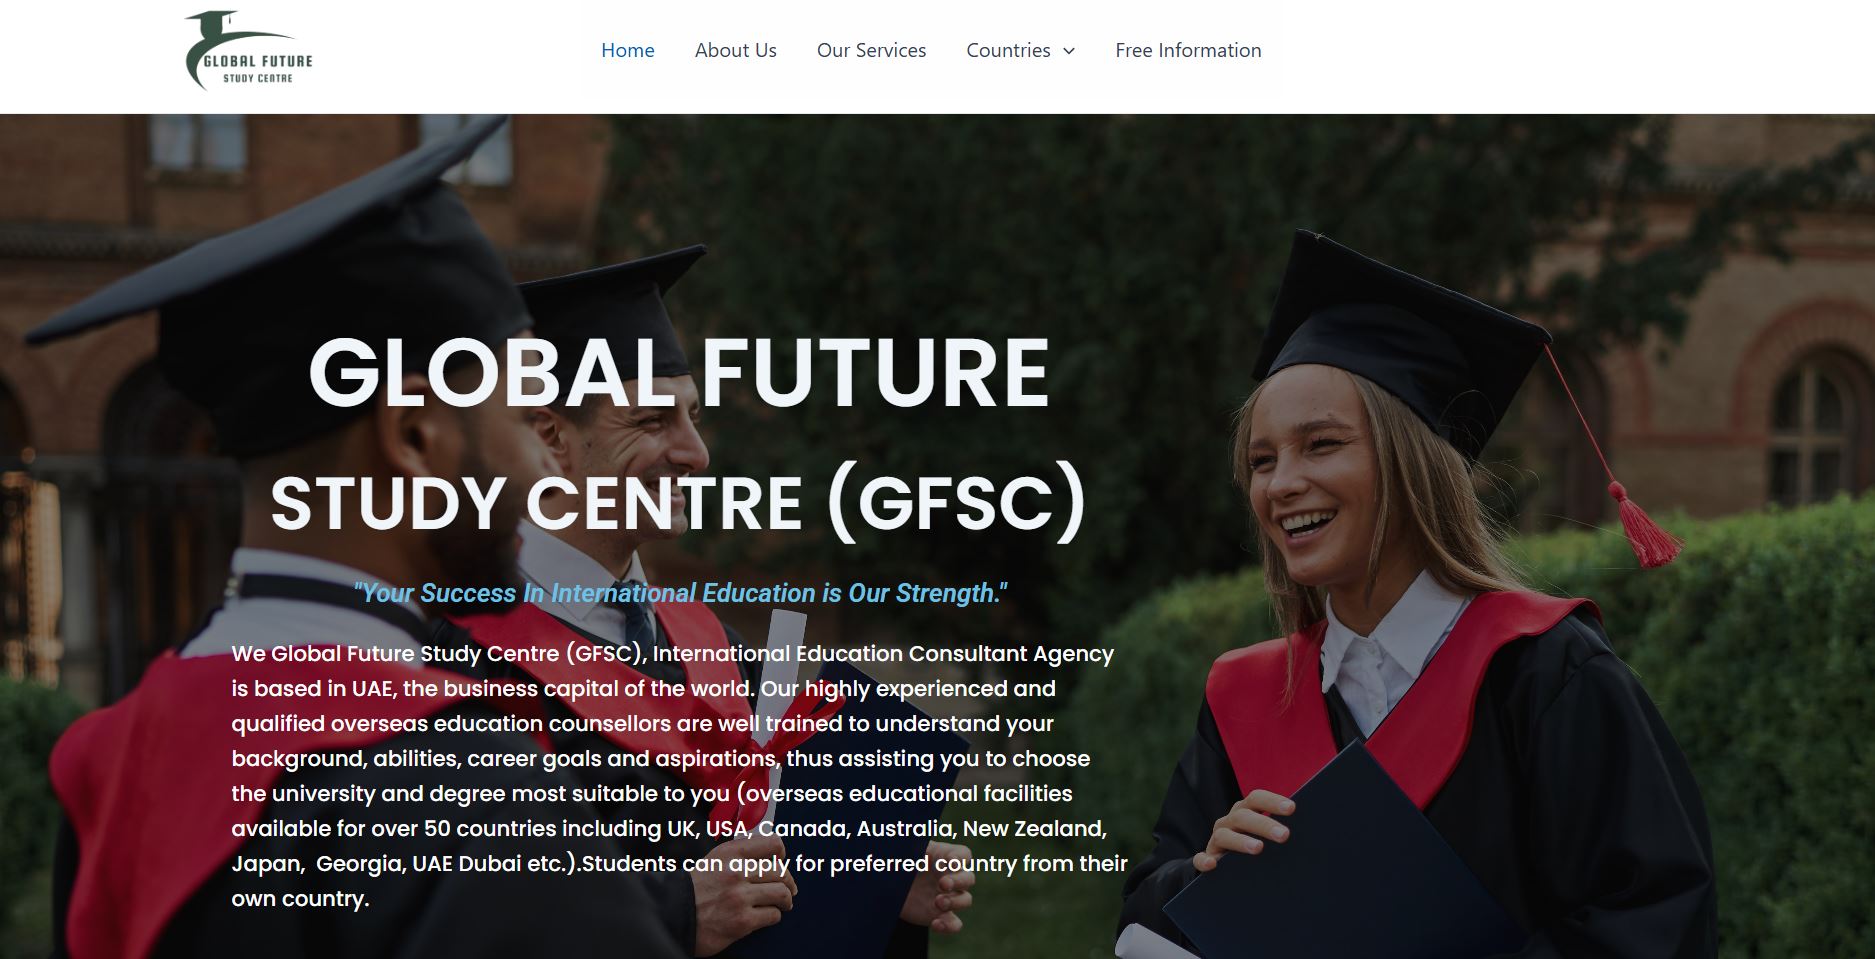 GLOBAL FUTURE
STUDY CENTRE
Home
About Us
Our Services
Countries
Free Information
GLOBAL FUTURE
STUDY CENTRE (GFSC)
"Your Success In International Education is Our Strength."
We Global Future Study Centre (GFSC), International Education Consultant Agency
is based in UAE, the business capital of the world. Our highly experienced and
qualified overseas education counsellors are well trained to understand your
background, abilities, career goals and aspirations, thus assisting you to choose
the university and degree most suitable to you (overseas educational facilities
available for over 50 countries including UK, USA, Canada, Australia, New Zealand,
Japan,  Georgia, UAE Dubai etc.).Students can apply for preferred country from their
own country.